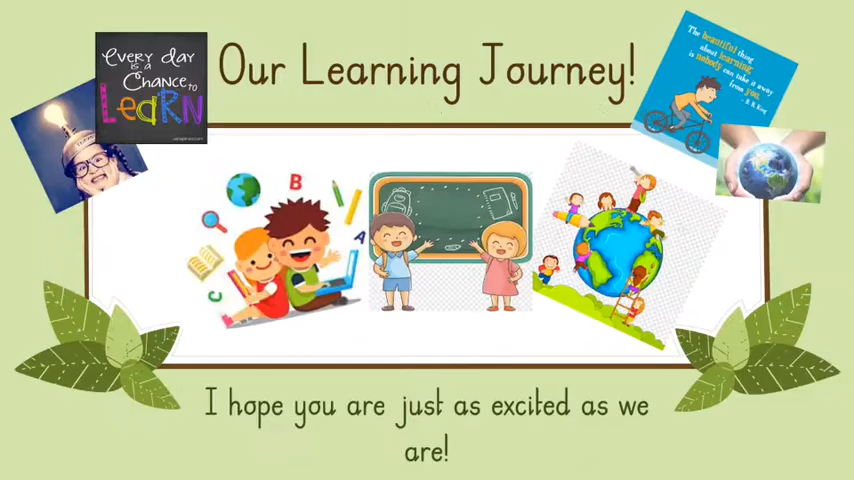 Our Learning Journey!
Every day
is a
Chance to
Learn
The beautiful thing
about learning
is nobody can take it away
from you.
- B. B. King
B
A
C
I hope you are just as excited as we
are!